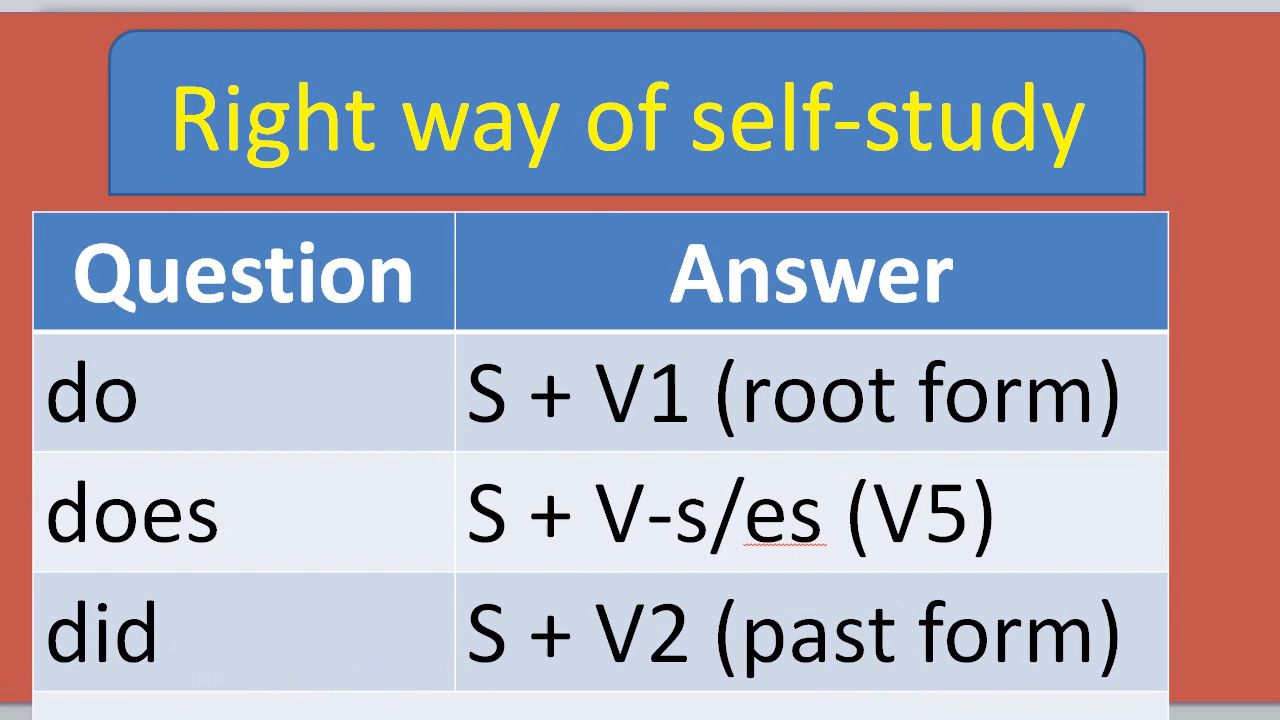 Right way of self-study
Question Answer
do S + V1 (root form)
does S + V-s/es (V5)
did S + V2 (past form)